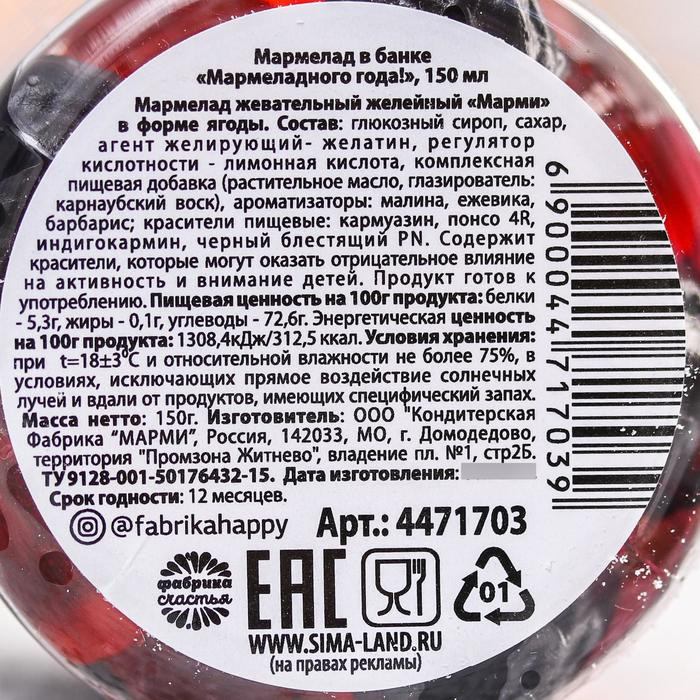 Мармелад в банке
«Мармеладного года!», 150 мл
Мармелад жевательный желейный «Марми»
в форме ягоды. Состав: глюкозный сироп, сахар,
агент желирующий- желатин, регулятор
кислотности - лимонная кислота, комплексная
пищевая добавка (растительное масло, глазирователь:
карнаубский воск), ароматизаторы: малина, ежевика,
барбарис; красители пищевые: кармуазин, понсо 4R,
индигокармин, черный блестящий PN. Содержит
красители, которые могут оказать отрицательное влияние
на активность и внимание детей. Продукт готов к
употреблению. Пищевая ценность на 100г продукта: белки
- 5,3г, жиры - 0,1г, углеводы - 72,6г. Энергетическая ценность
на 100г продукта: 1308,4кДж/312,5 ккал. Условия хранения:
при t=18±3°С и относительной влажности не более 75%, в
условиях, исключающих прямое воздействие солнечных
лучей и вдали от продуктов, имеющих специфический запах.
Масса нетто: 150г. Изготовитель: ООО "Кондитерская
Фабрика "МАРМИ", Россия, 142033, МО, г. Домодедово,
территория "Промзона Житнево", владение пл. №1, стр2Б.
ТУ 9128-001-50176432-15. Дата изготовления:
Срок годности: 12 месяцев.
@fabrikahappy Арт.: 4471703
фабрика
счастья
EAC
01
WWW.SIMA-LAND.RU
(на правах рекламы)
6 900044 717039